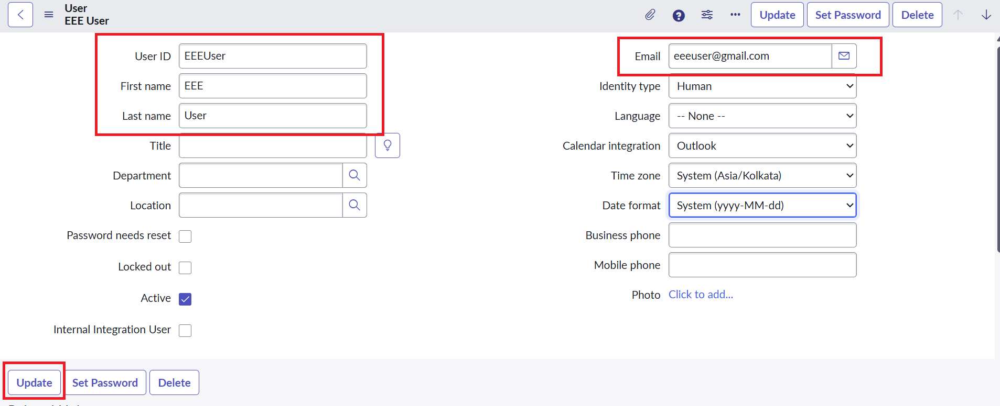 User
EEE User
Update
Set Password
Delete
User ID EEEUser
First name EEE
Last name User
Title
Department
Location
Password needs reset
Locked out
Active
Internal Integration User
Email eeeuser@gmail.com
Identity type Human
Language -- None --
Calendar integration Outlook
Time zone System (Asia/Kolkata)
Date format System (yyyy-MM-dd)
Business phone
Mobile phone
Photo Click to add...
Update
Set Password
Delete